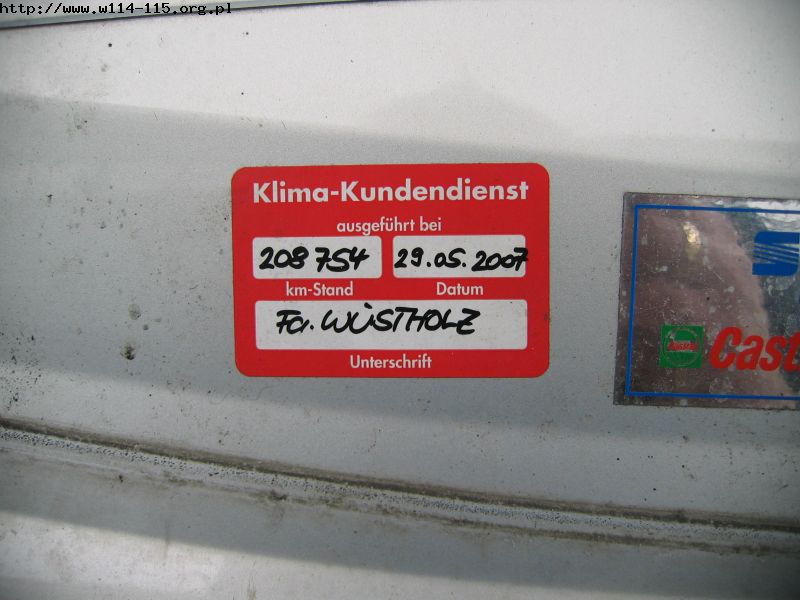 http://www.w114-115.org.pl
Klima-Kundendienst
ausgeführt bei
208 754 29.05.2007
km-Stand Datum
Fa. WÜSTHOLZ
Unterschrift